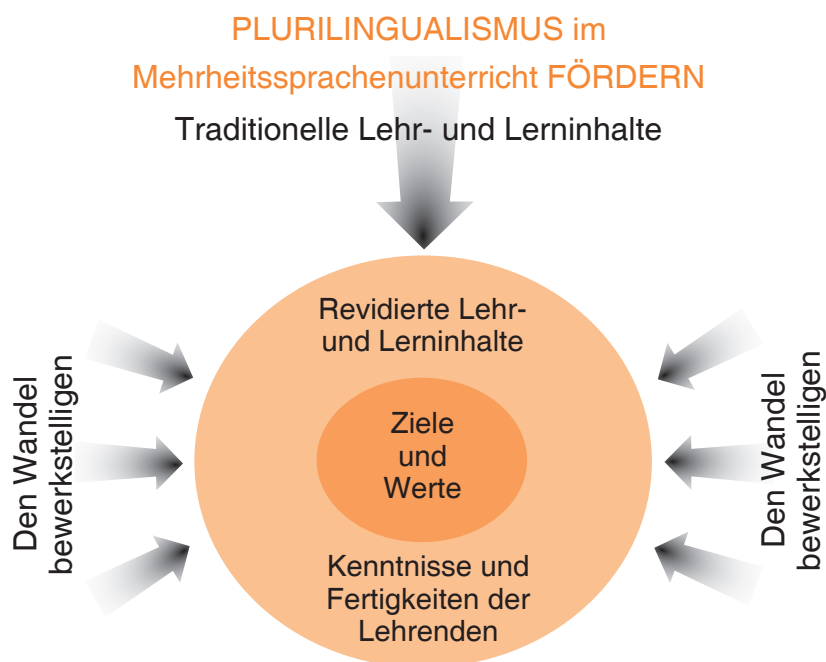 PLURILINGUALISMUS im
Mehrheitssprachenunterricht FÖRDERN
Traditionelle Lehr- und Lerninhalte
Revidierte Lehr-
und Lerninhalte
Den Wandel
bewerkstelligen
Ziele
und
Werte
Den Wandel
bewerkstelligen
Kenntnisse und
Fertigkeiten der
Lehrenden